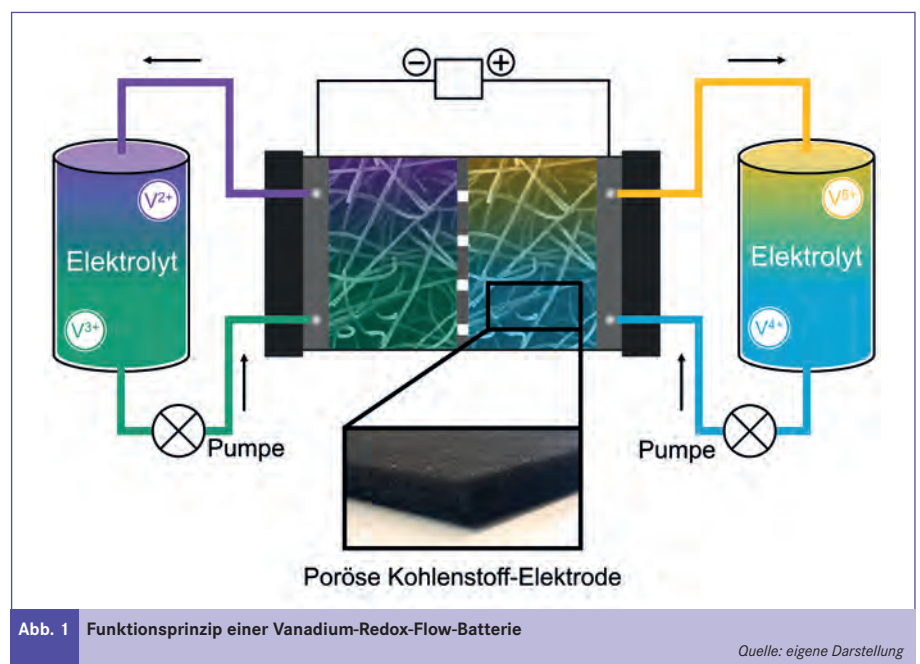 ⊖ ⊕
V²⁺
Elektrolyt
V³⁺
V⁵⁺
Elektrolyt
V⁴⁺
Pumpe
Pumpe
Poröse Kohlenstoff-Elektrode
Abb. 1 Funktionsprinzip einer Vanadium-Redox-Flow-Batterie
Quelle: eigene Darstellung